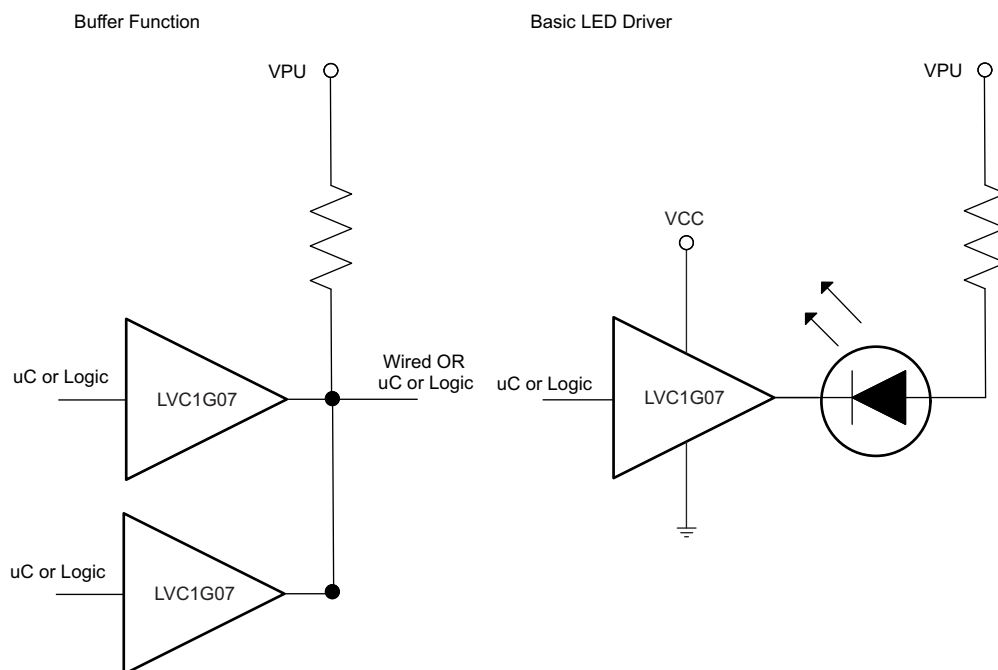 Buffer Function
VPU
uC or Logic
LVC1G07
Wired OR
uC or Logic
uC or Logic
LVC1G07
Basic LED Driver
VPU
VCC
uC or Logic
LVC1G07